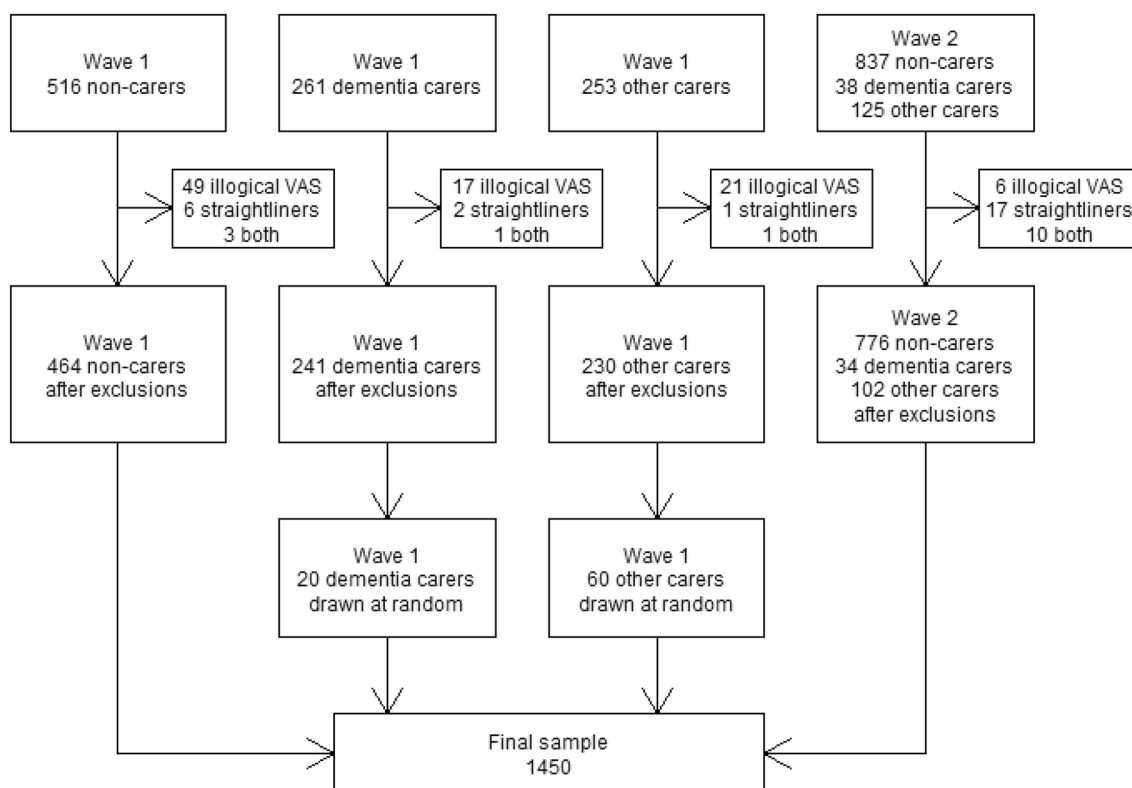 Wave 1
516 non-carers
Wave 1
261 dementia carers
Wave 1
253 other carers
Wave 2
837 non-carers
38 dementia carers
125 other carers
49 illogical VAS
6 straightliners
3 both
17 illogical VAS
2 straightliners
1 both
21 illogical VAS
1 straightliners
1 both
6 illogical VAS
17 straightliners
10 both
Wave 1
464 non-carers
after exclusions
Wave 1
241 dementia carers
after exclusions
Wave 1
230 other carers
after exclusions
Wave 2
776 non-carers
34 dementia carers
102 other carers
after exclusions
Wave 1
20 dementia carers
drawn at random
Wave 1
60 other carers
drawn at random
Final sample
1450